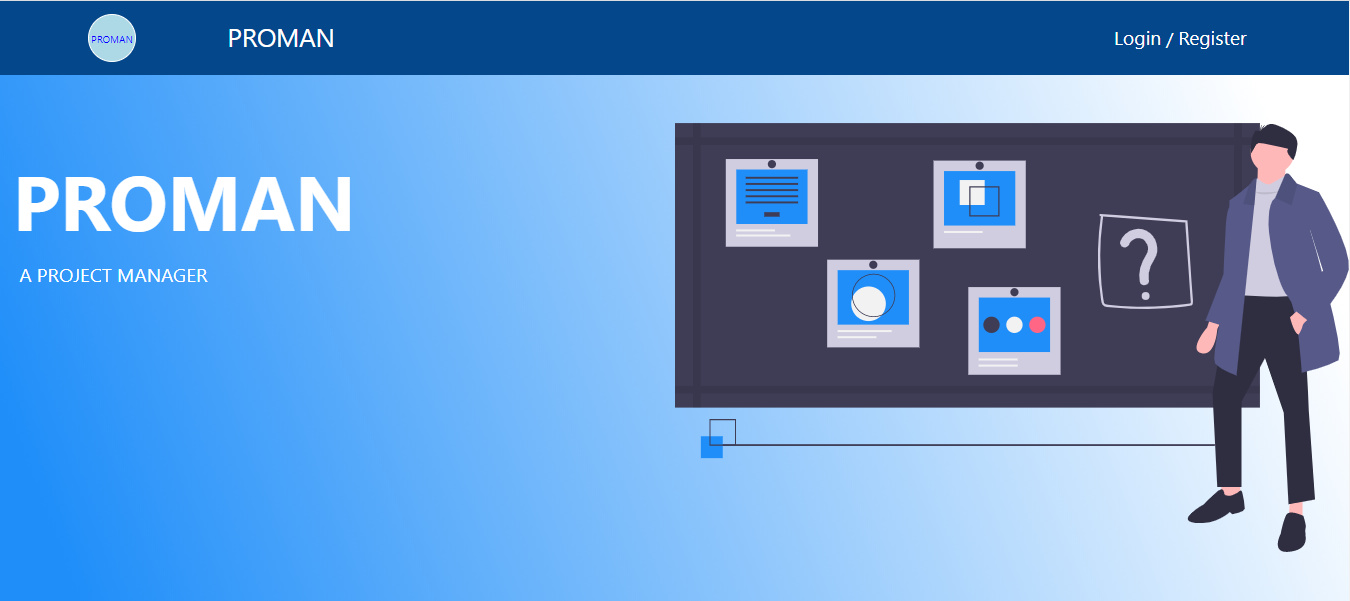 PROMAN
PROMAN
Login / Register
PROMAN
A PROJECT MANAGER
?